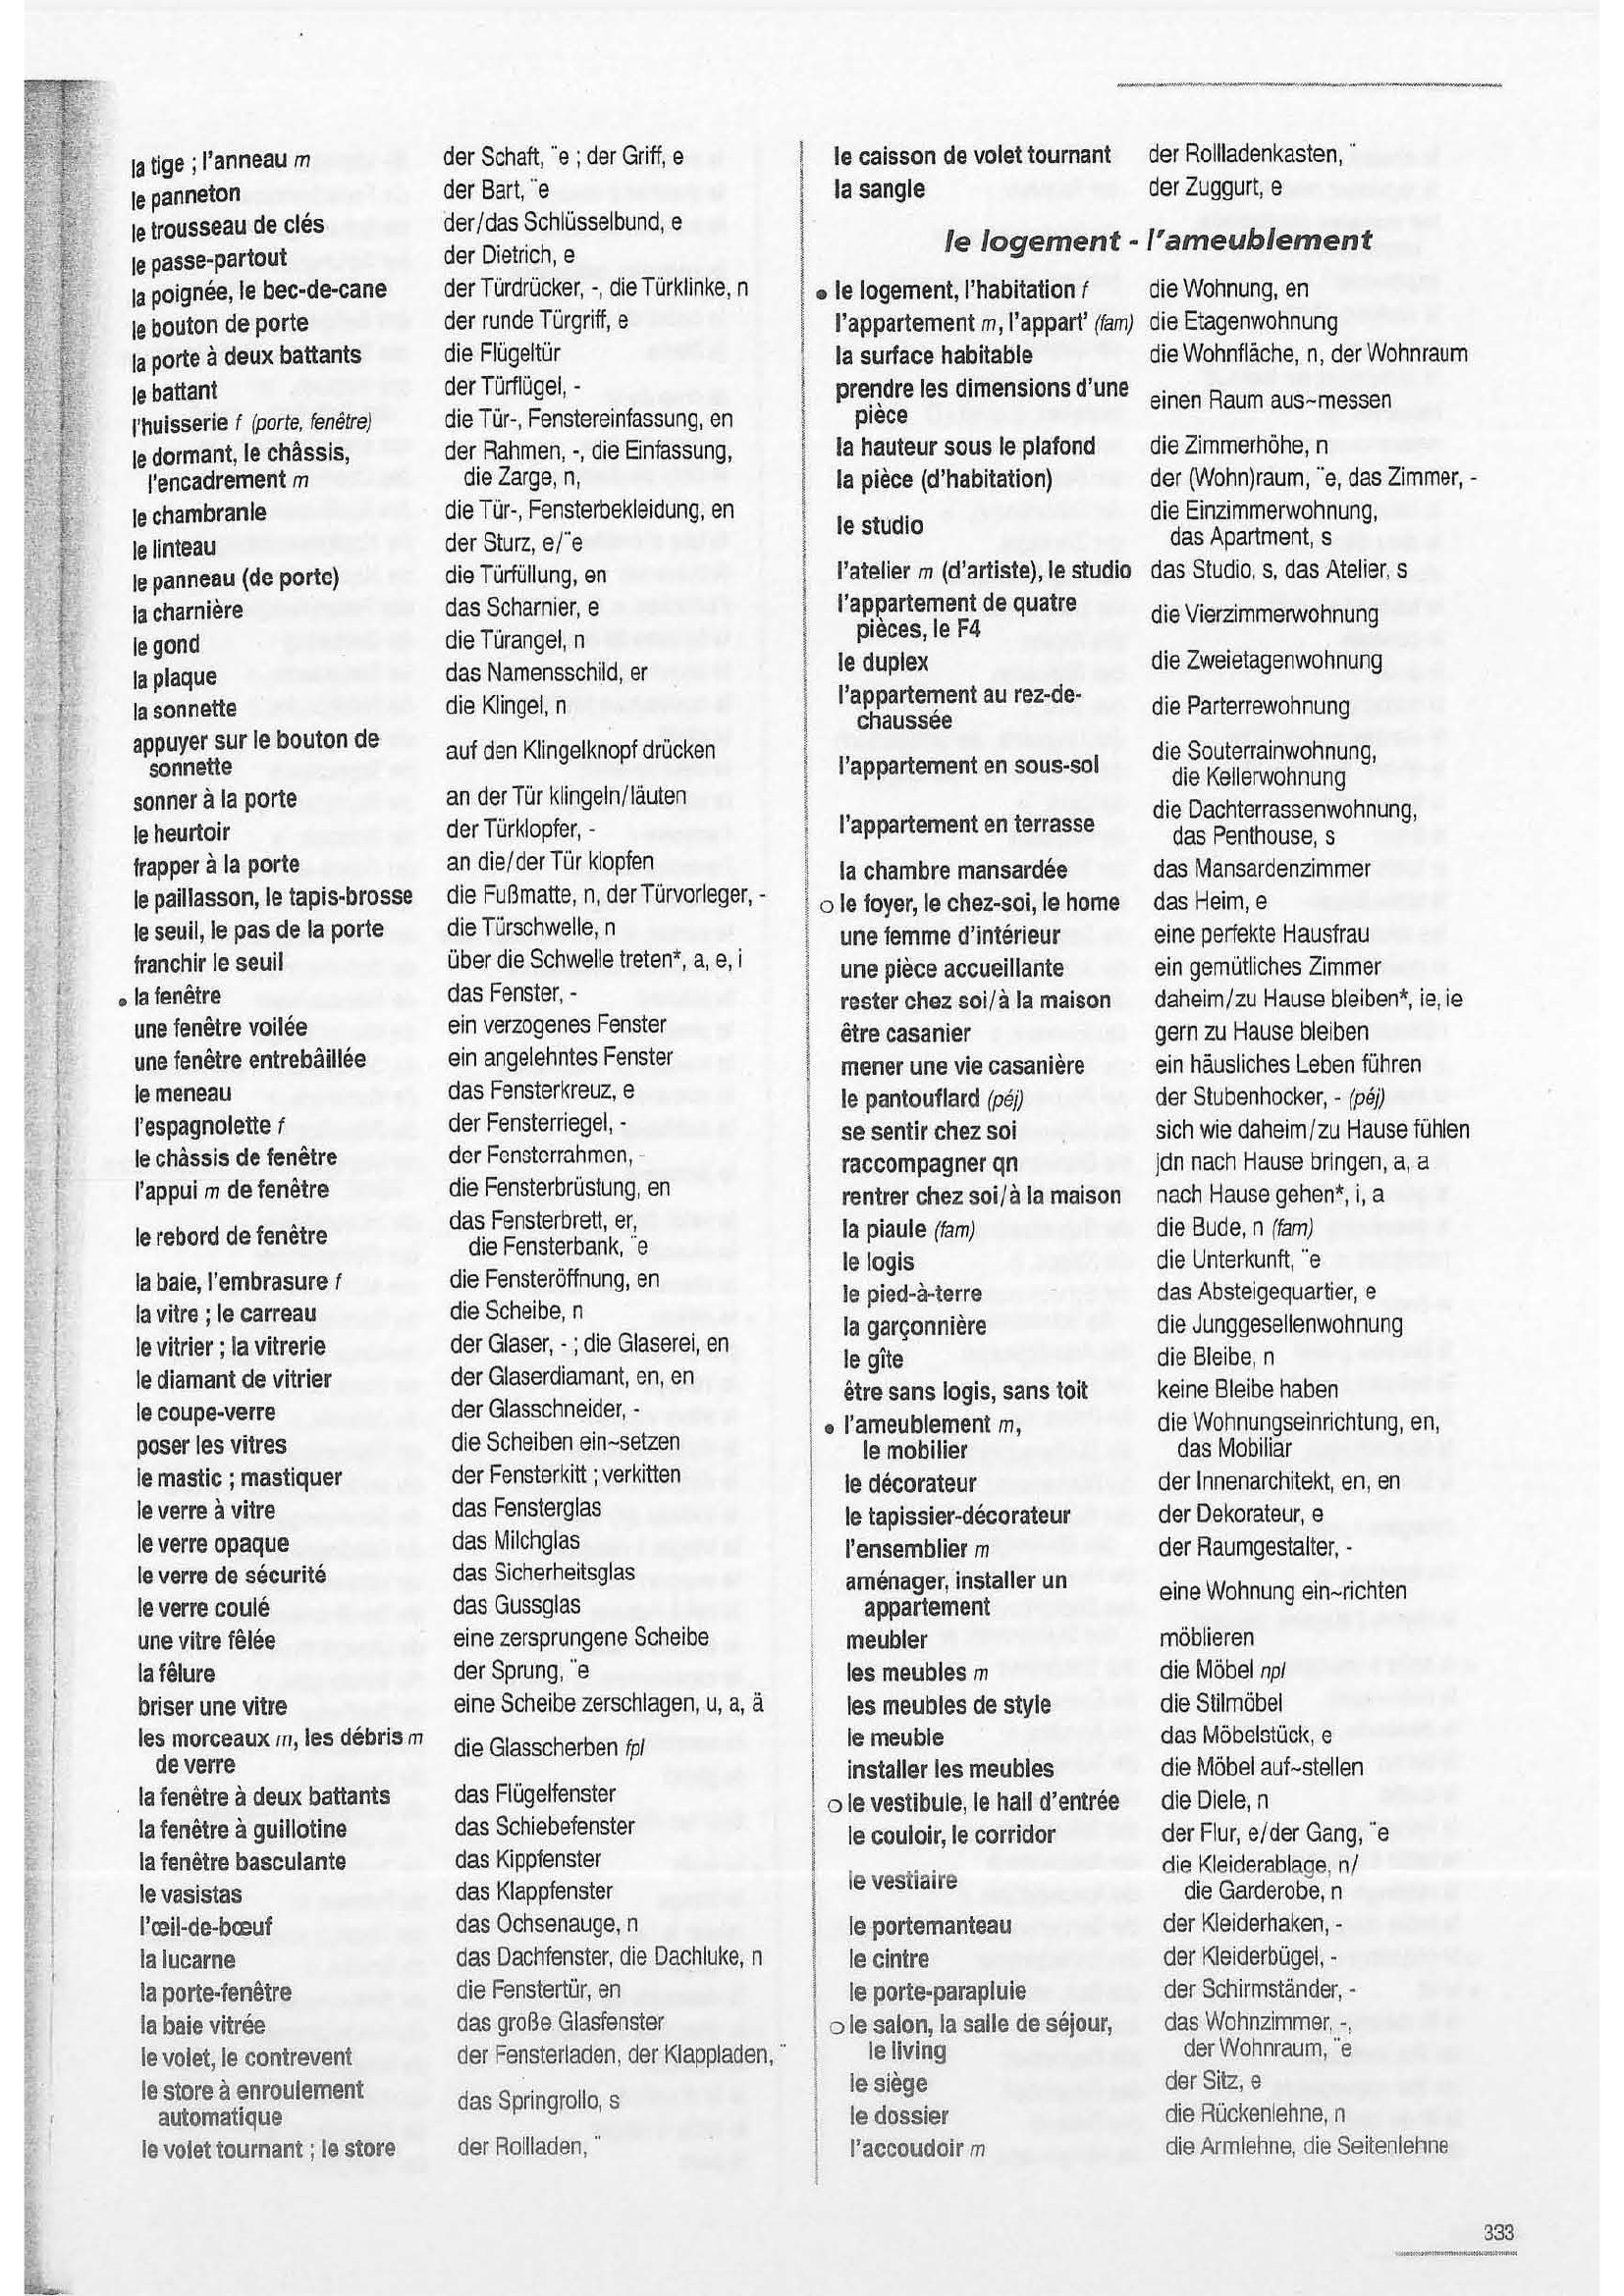 la tige ; l'anneau m der Schaft, ¨e ; der Griff, e
le panneton der Bart, ¨e
le trousseau de clés der/das Schlüsselbund, e
le passe-partout der Dietrich, e
la poignée, le bec-de-cane der Türdrücker, -, die Türklinke, n
le bouton de porte der runde Türgriff, e
la porte à deux battants die Flügeltür
le battant der Türflügel, -
l'huisserie f (porte, fenêtre) die Tür-, Fenstereinfassung, en
le dormant, le châssis, der Rahmen, -, die Einfassung,
l'encadrement m die Zarge, n,
le chambranle die Tür-, Fensterbekleidung, en
le linteau der Sturz, e/¨e
le panneau (de porte) die Türfüllung, en
la charnière das Scharnier, e
le gond die Türangel, n
la plaque das Namensschild, er
la sonnette die Klingel, n
appuyer sur le bouton de
sonnette auf den Klingelknopf drücken
sonner à la porte an der Tür klingeln/läuten
le heurtoir der Türklopfer, -
frapper à la porte an die/der Tür klopfen
le paillasson, le tapis-brosse die Fußmatte, n, der Türvorleger, -
le seuil, le pas de la porte die Türschwelle, n
franchir le seuil über die Schwelle treten*, a, e, i
• la fenêtre das Fenster, -
une fenêtre voilée ein verzogenes Fenster
une fenêtre entrebâillée ein angelehntes Fenster
le meneau das Fensterkreuz, e
l'espagnolette f der Fensterriegel, -
le châssis de fenêtre der Fensterrahmen, -
l'appui m de fenêtre die Fensterbrüstung, en
le rebord de fenêtre das Fensterbrett, er,
die Fensterbank, ¨e
la baie, l'embrasure f die Fensteröffnung, en
la vitre ; le carreau die Scheibe, n
le vitrier ; la vitrerie der Glaser, - ; die Glaserei, en
le diamant de vitrier der Glaserdiamant, en, en
le coupe-verre der Glasschneider, -
poser les vitres die Scheiben ein~setzen
le mastic ; mastiquer der Fensterkitt ; verkitten
le verre à vitre das Fensterglas
le verre opaque das Milchglas
le verre de sécurité das Sicherheitsglas
le verre coulé das Gussglas
une vitre fêlée eine zersprungene Scheibe
la fêlure der Sprung, ¨e
briser une vitre eine Scheibe zerschlagen, u, a, ä
les morceaux m, les débris m
de verre die Glasscherben fpl
la fenêtre à deux battants das Flügelfenster
la fenêtre à guillotine das Schiebefenster
la fenêtre basculante das Kippfenster
le vasistas das Klappfenster
l'œil-de-bœuf das Ochsenauge, n
la lucarne das Dachfenster, die Dachluke, n
la porte-fenêtre die Fenstertür, en
la baie vitrée das große Glasfenster
le volet, le contrevent der Fensterladen, der Klappladen, ¨
le store à enroulement
automatique das Springrollo, s
le volet tournant ; le store der Rollladen, ¨
le caisson de volet tournant der Rollladenkasten, ¨
la sangle der Zuggurt, e
le logement - l'ameublement
• le logement, l'habitation f die Wohnung, en
l'appartement m, l'appart' (fam) die Etagenwohnung
la surface habitable die Wohnfläche, n, der Wohnraum
prendre les dimensions d'une
pièce einen Raum aus~messen
la hauteur sous le plafond die Zimmerhöhe, n
la pièce (d'habitation) der (Wohn)raum, ¨e, das Zimmer, -
le studio die Einzimmerwohnung,
das Apartment, s
l'atelier m (d'artiste), le studio das Studio, s, das Atelier, s
l'appartement de quatre
pièces, le F4 die Vierzimmerwohnung
le duplex die Zweietagenwohnung
l'appartement au rez-de-
chaussée die Parterrewohnung
l'appartement en sous-sol die Souterrainwohnung,
die Kellerwohnung
l'appartement en terrasse die Dachterrassenwohnung,
das Penthouse, s
la chambre mansardée das Mansardenzimmer
o le foyer, le chez-soi, le home das Heim, e
une femme d'intérieur eine perfekte Hausfrau
une pièce accueillante ein gemütliches Zimmer
rester chez soi/à la maison daheim/zu Hause bleiben*, ie, ie
être casanier gern zu Hause bleiben
mener une vie casanière ein häusliches Leben führen
le pantouflard (péj) der Stubenhocker, - (péj)
se sentir chez soi sich wie daheim/zu Hause fühlen
raccompagner qn jdn nach Hause bringen, a, a
rentrer chez soi/à la maison nach Hause gehen*, i, a
la piaule (fam) die Bude, n (fam)
le logis die Unterkunft, ¨e
le pied-à-terre das Absteigequartier, e
la garçonnière die Junggesellenwohnung
le gîte die Bleibe, n
être sans logis, sans toit keine Bleibe haben
• l'ameublement m, die Wohnungseinrichtung, en,
le mobilier das Mobiliar
le décorateur der Innenarchitekt, en, en
le tapissier-décorateur der Dekorateur, e
l'ensemblier m der Raumgestalter, -
aménager, installer un
appartement eine Wohnung ein~richten
meubler möblieren
les meubles m die Möbel npl
les meubles de style die Stilmöbel
le meuble das Möbelstück, e
installer les meubles die Möbel auf~stellen
o le vestibule, le hall d'entrée die Diele, n
le couloir, le corridor der Flur, e/der Gang, ¨e
le vestiaire die Kleiderablage, n/
die Garderobe, n
le portemanteau der Kleiderhaken, -
le cintre der Kleiderbügel, -
le porte-parapluie der Schirmständer, -
o le salon, la salle de séjour, das Wohnzimmer, -,
le living der Wohnraum, ¨e
le siège der Sitz, e
le dossier die Rückenlehne, n
l'accoudoir m die Armlehne, die Seitenlehne
333